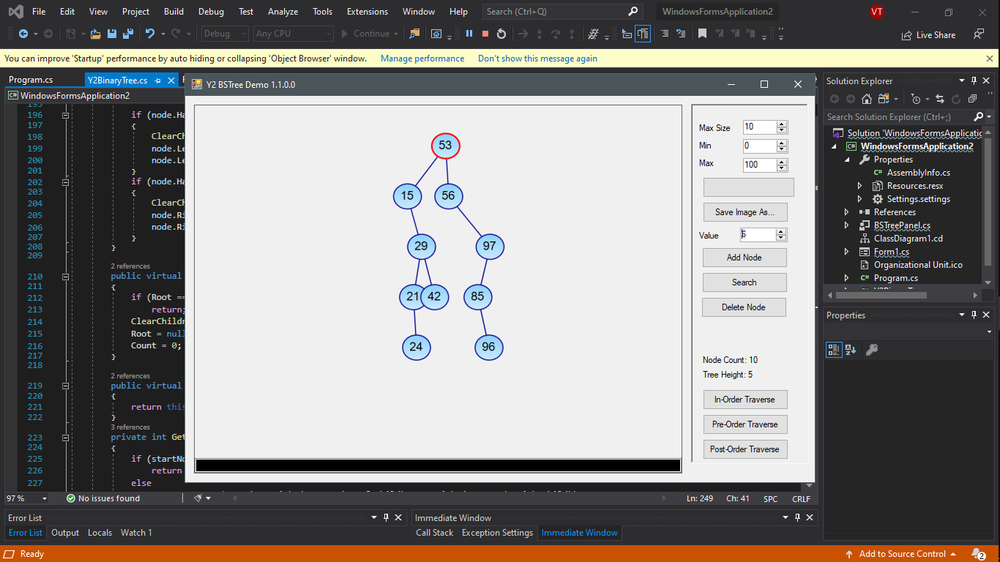 File Edit View Project Build Debug Test Analyze Tools Extensions Window Help Search (Ctrl+Q) WindowsFormsApplication2 VT
Debug Any CPU Continue Live Share
You can improve 'Startup' performance by auto hiding or collapsing 'Object Browser' window. Manage performance Don't show this message again
Program.cs Y2BinaryTree.cs
WindowsFormsApplication2
195
196 if (node.Ha
197 {
198 ClearCh
199 node.Le
200 node.Le
201 }
202 if (node.Ha
203 {
204 ClearCh
205 node.Ri
206 node.Ri
207 }
208 }
209
2 references
210 public virtual
211 {
212 if (Root ==
213 return;
214 ClearChildr
215 Root = null
216 Count = 0;
217 }
218
2 references
219 public virtual
220 {
221 return this
222 }
3 references
223 private int Get
224 {
225 if (startNo
226 return
227 else
97 % No issues found Ln: 249 Ch: 41 SPC CRLF
Y2 BSTree Demo 1.1.0.0
53
15 56
29 97
21 42 85
24 96
Max Size 10
Min 0
Max 100
Save Image As...
Value 6
Add Node
Search
Delete Node
Node Count: 10
Tree Height: 5
In-Order Traverse
Pre-Order Traverse
Post-Order Traverse
Solution Explorer
Search Solution Explorer (Ctrl+;)
Solution 'WindowsFormsApplicatio
WindowsFormsApplication2
Properties
AssemblyInfo.cs
Resources.resx
Settings.settings
References
BSTreePanel.cs
ClassDiagram1.cd
Form1.cs
Organizational Unit.ico
Program.cs
Properties
Error List Immediate Window
Error List Output Locals Watch 1 Call Stack Exception Settings Immediate Window
Ready Add to Source Control 2